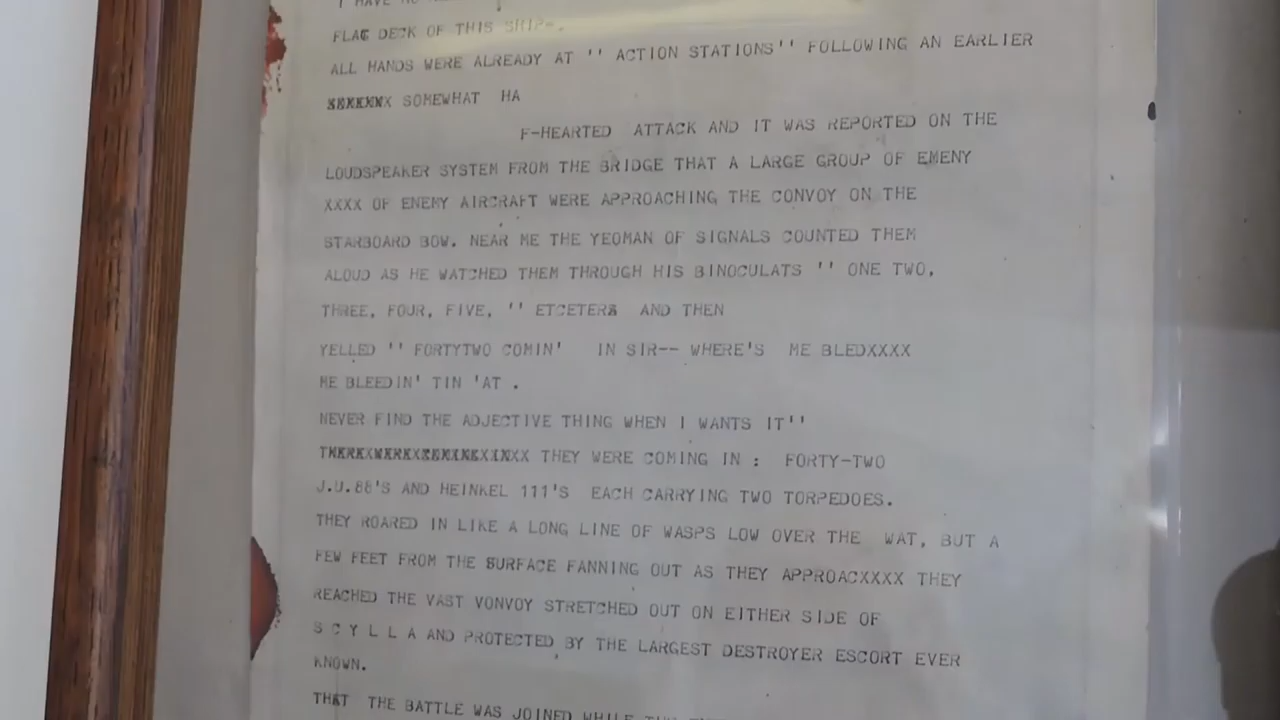 I HAVE NO
FLAG DECK OF THIS SHIP-.
ALL HANDS WERE ALREADY AT '' ACTION STATIONS'' FOLLOWING AN EARLIER
SOMEWHAT HA
F-HEARTED ATTACK AND IT WAS REPORTED ON THE
LOUDSPEAKER SYSTEM FROM THE BRIDGE THAT A LARGE GROUP OF EMENY
XXXX OF ENEMY AIRCRAFT WERE APPROACHING THE CONVOY ON THE
STARBOARD BOW. NEAR ME THE YEOMAN OF SIGNALS COUNTED THEM
ALOUD AS HE WATCHED THEM THROUGH HIS BINOCULATS '' ONE TWO,
THREE, FOUR, FIVE, '' ETCETERA AND THEN
YELLED '' FORTYTWO COMIN' IN SIR-- WHERE'S ME BLEDXXXX
ME BLEEDIN' TIN 'AT .
NEVER FIND THE ADJECTIVE THING WHEN I WANTS IT''
THEY WERE COMING IN : FORTY-TWO
J.U.88'S AND HEINKEL 111'S EACH CARRYING TWO TORPEDOES.
THEY ROARED IN LIKE A LONG LINE OF WASPS LOW OVER THE WAT, BUT A
FEW FEET FROM THE SURFACE FANNING OUT AS THEY APPROACXXXX THEY
REACHED THE VAST VONVOY STRETCHED OUT ON EITHER SIDE OF
S C Y L L A AND PROTECTED BY THE LARGEST DESTROYER ESCORT EVER
KNOWN.
THAT THE BATTLE WAS JOINED WHILE